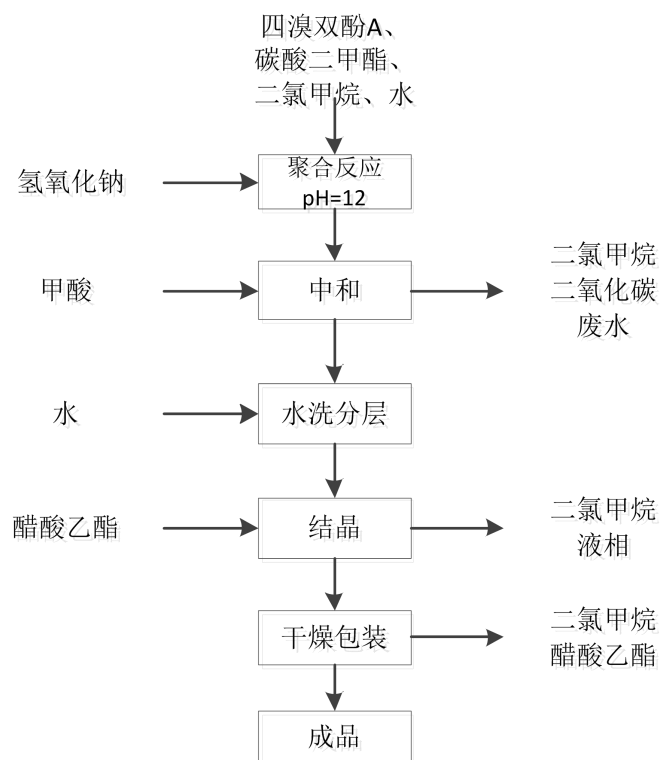 四溴双酚A、
碳酸二甲酯、
二氯甲烷、水
氢氧化钠
聚合反应
pH=12
甲酸
中和
二氯甲烷
二氧化碳
废水
水
水洗分层
醋酸乙酯
结晶
二氯甲烷
液相
干燥包装
二氯甲烷
醋酸乙酯
成品